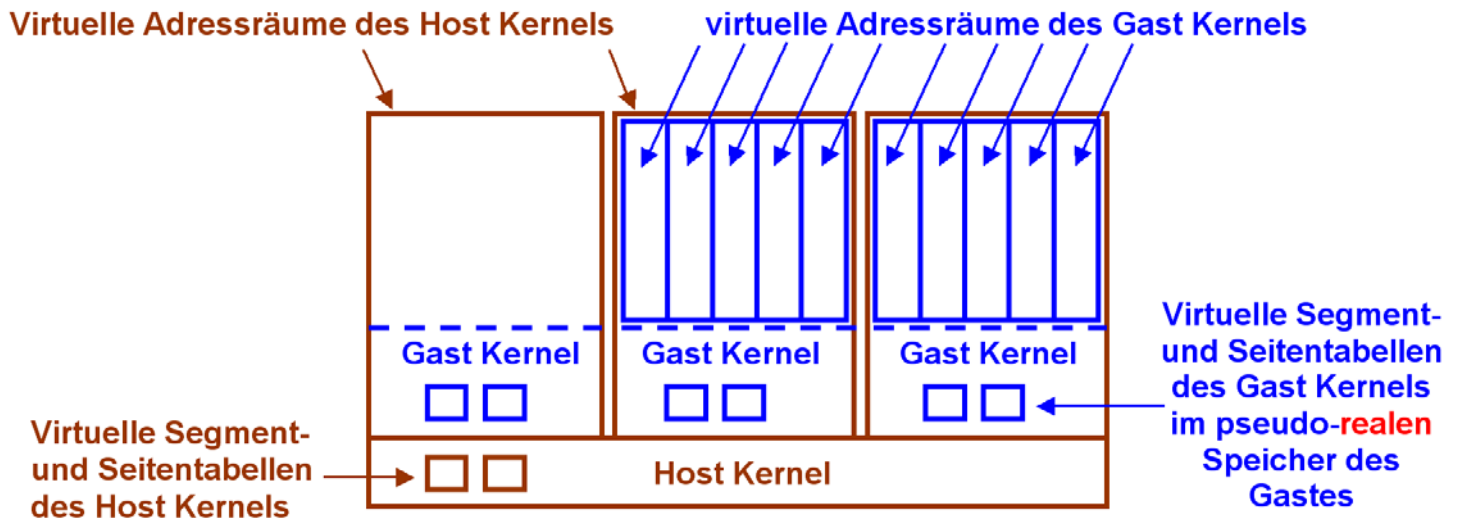 Virtuelle Adressräume des Host Kernels
virtuelle Adressräume des Gast Kernels
Gast Kernel
Gast Kernel
Gast Kernel
Virtuelle Segment-
und Seitentabellen
des Gast Kernels
im pseudo-realen
Speicher des
Gastes
Virtuelle Segment-
und Seitentabellen
des Host Kernels
Host Kernel